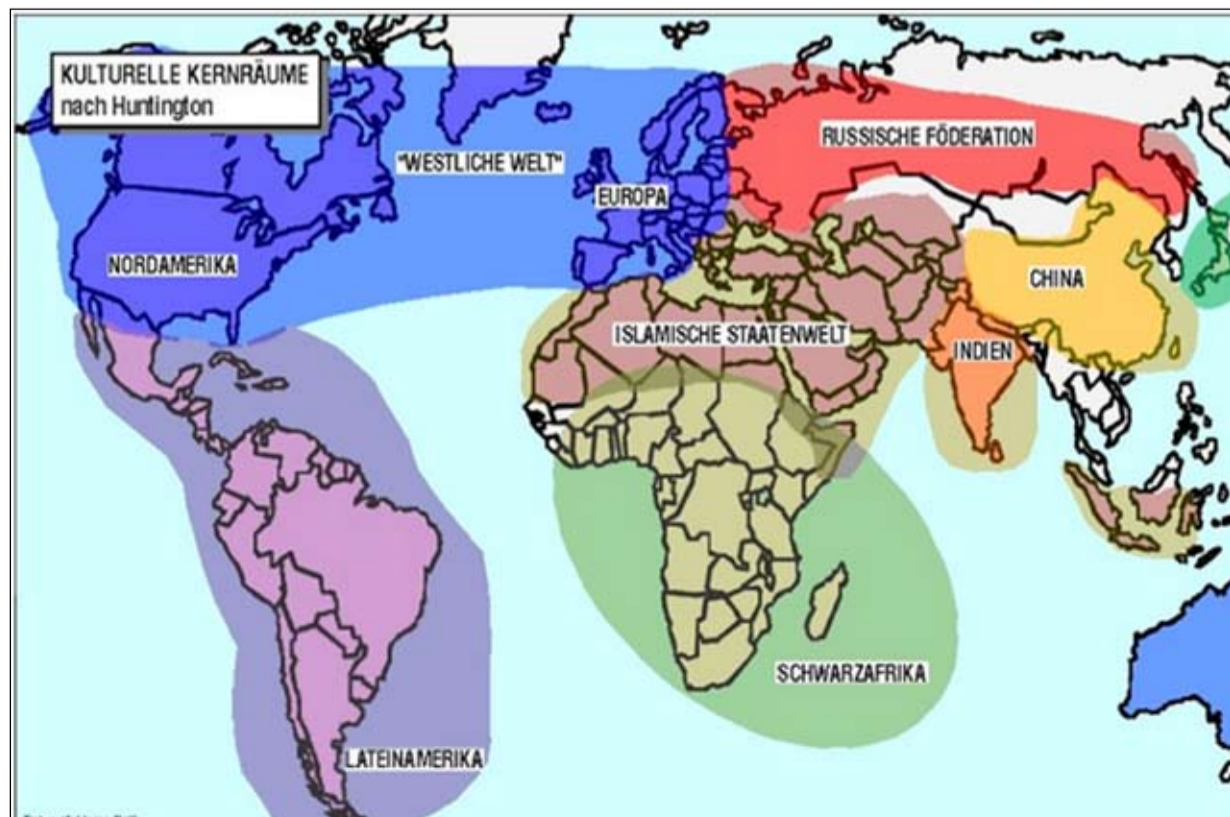 KULTURELLE KERNRÄUME
nach Huntington
RUSSISCHE FÖDERATION
"WESTLICHE WELT"
EUROPA
NORDAMERIKA
CHINA
ISLAMISCHE STAATENWELT
INDIEN
SCHWARZAFRIKA
LATEINAMERIKA